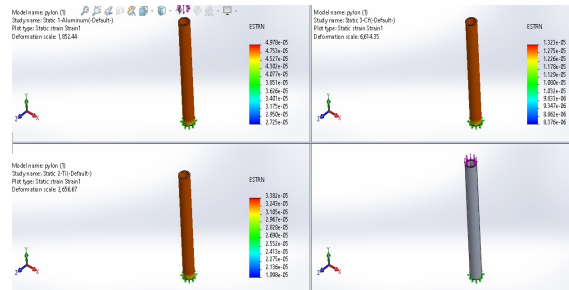 Model name: pylon (1)
Study name: Static 1-Aluminum(-Default-)
Plot type: Static strain Strain1
Deformation scale: 1,852.44
ESTRN
4.978e-05
4.753e-05
4.527e-05
4.302e-05
4.077e-05
3.851e-05
3.626e-05
3.401e-05
3.175e-05
2.950e-05
2.725e-05
Y
Z
X
Model name: pylon (1)
Study name: Static 3-Cf(-Default-)
Plot type: Static strain Strain1
Deformation scale: 6,614.35
ESTRN
1.323e-05
1.275e-05
1.226e-05
1.178e-05
1.129e-05
1.080e-05
1.032e-05
9.833e-06
9.347e-06
8.862e-06
8.376e-06
Y
Z
X
Model name: pylon (1)
Study name: Static 2-Ti(-Default-)
Plot type: Static strain Strain1
Deformation scale: 2,656.67
ESTRN
3.382e-05
3.243e-05
3.105e-05
2.967e-05
2.828e-05
2.690e-05
2.552e-05
2.413e-05
2.275e-05
2.136e-05
1.998e-05
Y
Z
X
Y
Z
X